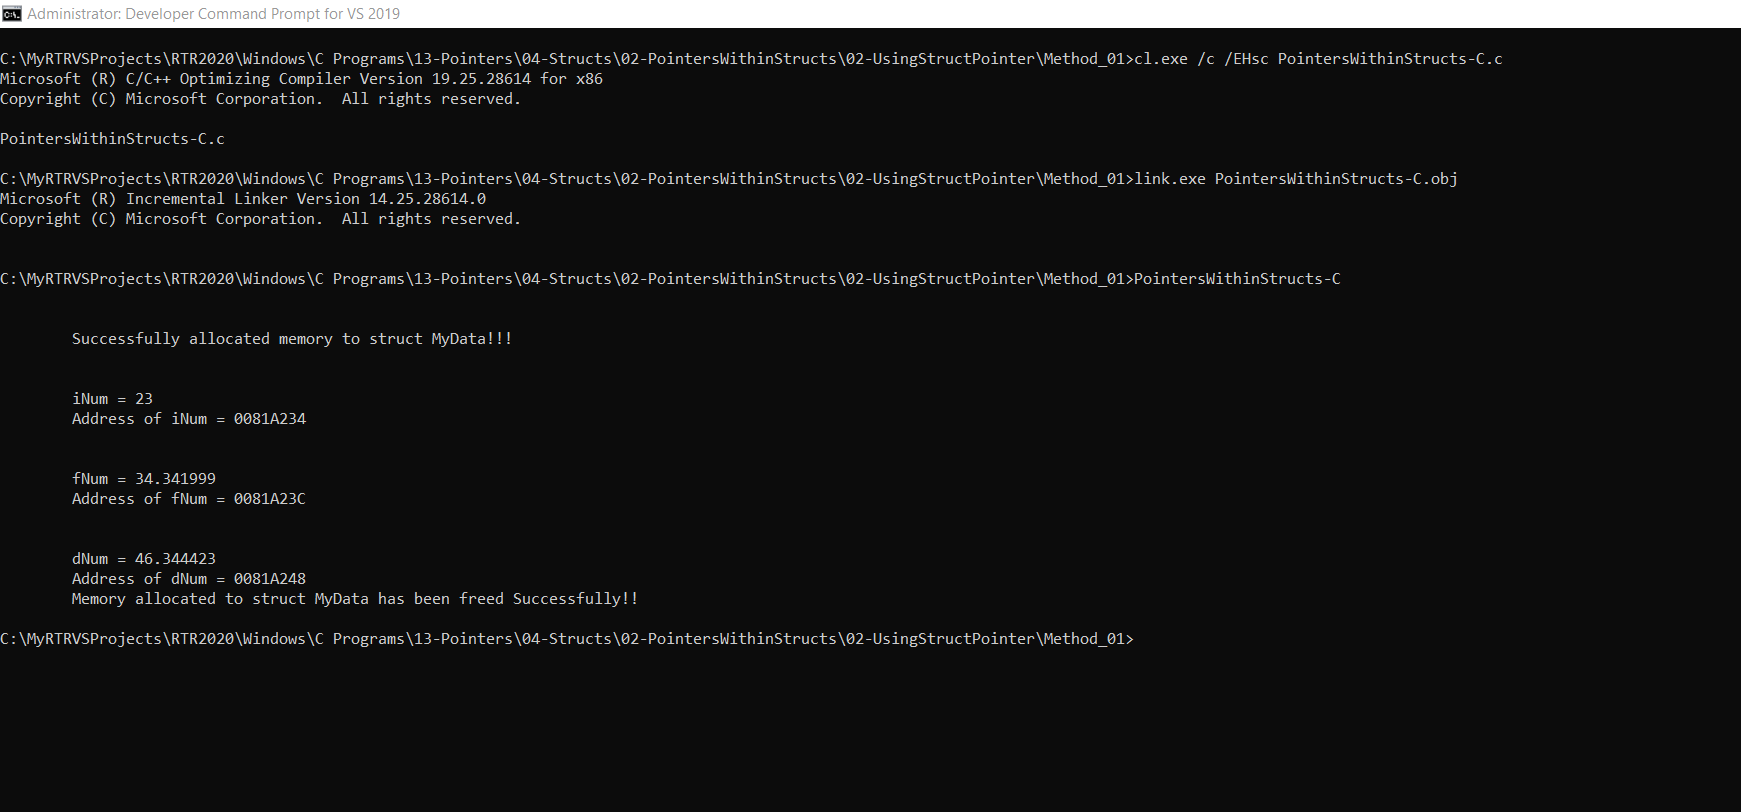 Administrator: Developer Command Prompt for VS 2019
C:\MyRTRVSProjects\RTR2020\Windows\C Programs\13-Pointers\04-Structs\02-PointersWithinStructs\02-UsingStructPointer\Method_01>cl.exe /c /EHsc PointersWithinStructs-C.c
Microsoft (R) C/C++ Optimizing Compiler Version 19.25.28614 for x86
Copyright (C) Microsoft Corporation.  All rights reserved.
PointersWithinStructs-C.c
C:\MyRTRVSProjects\RTR2020\Windows\C Programs\13-Pointers\04-Structs\02-PointersWithinStructs\02-UsingStructPointer\Method_01>link.exe PointersWithinStructs-C.obj
Microsoft (R) Incremental Linker Version 14.25.28614.0
Copyright (C) Microsoft Corporation.  All rights reserved.
C:\MyRTRVSProjects\RTR2020\Windows\C Programs\13-Pointers\04-Structs\02-PointersWithinStructs\02-UsingStructPointer\Method_01>PointersWithinStructs-C
Successfully allocated memory to struct MyData!!!
iNum = 23
Address of iNum = 0081A234
fNum = 34.341999
Address of fNum = 0081A23C
dNum = 46.344423
Address of dNum = 0081A248
Memory allocated to struct MyData has been freed Successfully!!
C:\MyRTRVSProjects\RTR2020\Windows\C Programs\13-Pointers\04-Structs\02-PointersWithinStructs\02-UsingStructPointer\Method_01>